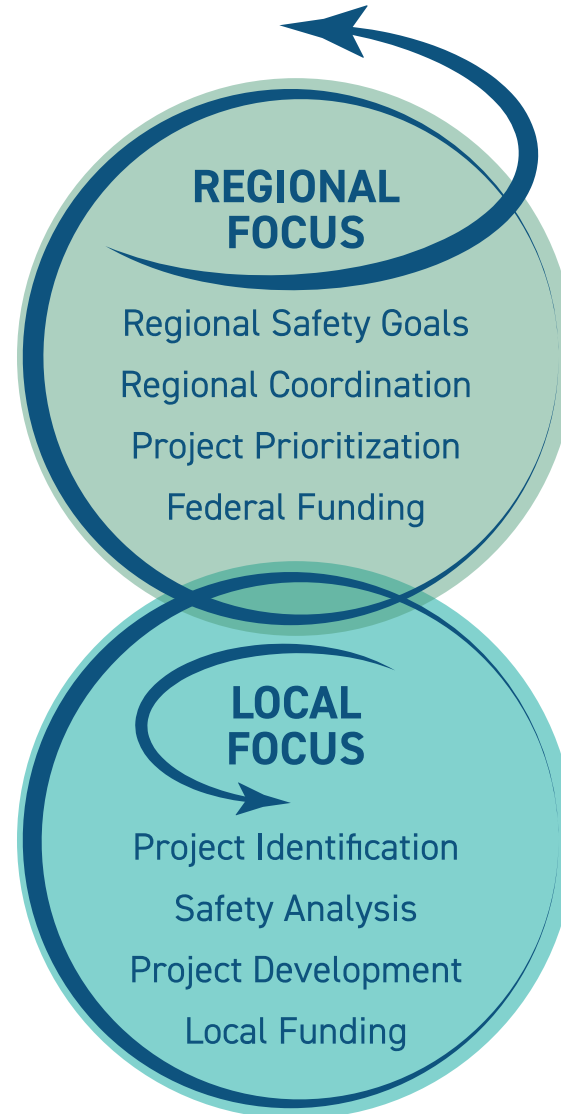 REGIONAL
FOCUS
Regional Safety Goals
Regional Coordination
Project Prioritization
Federal Funding
LOCAL
FOCUS
Project Identification
Safety Analysis
Project Development
Local Funding